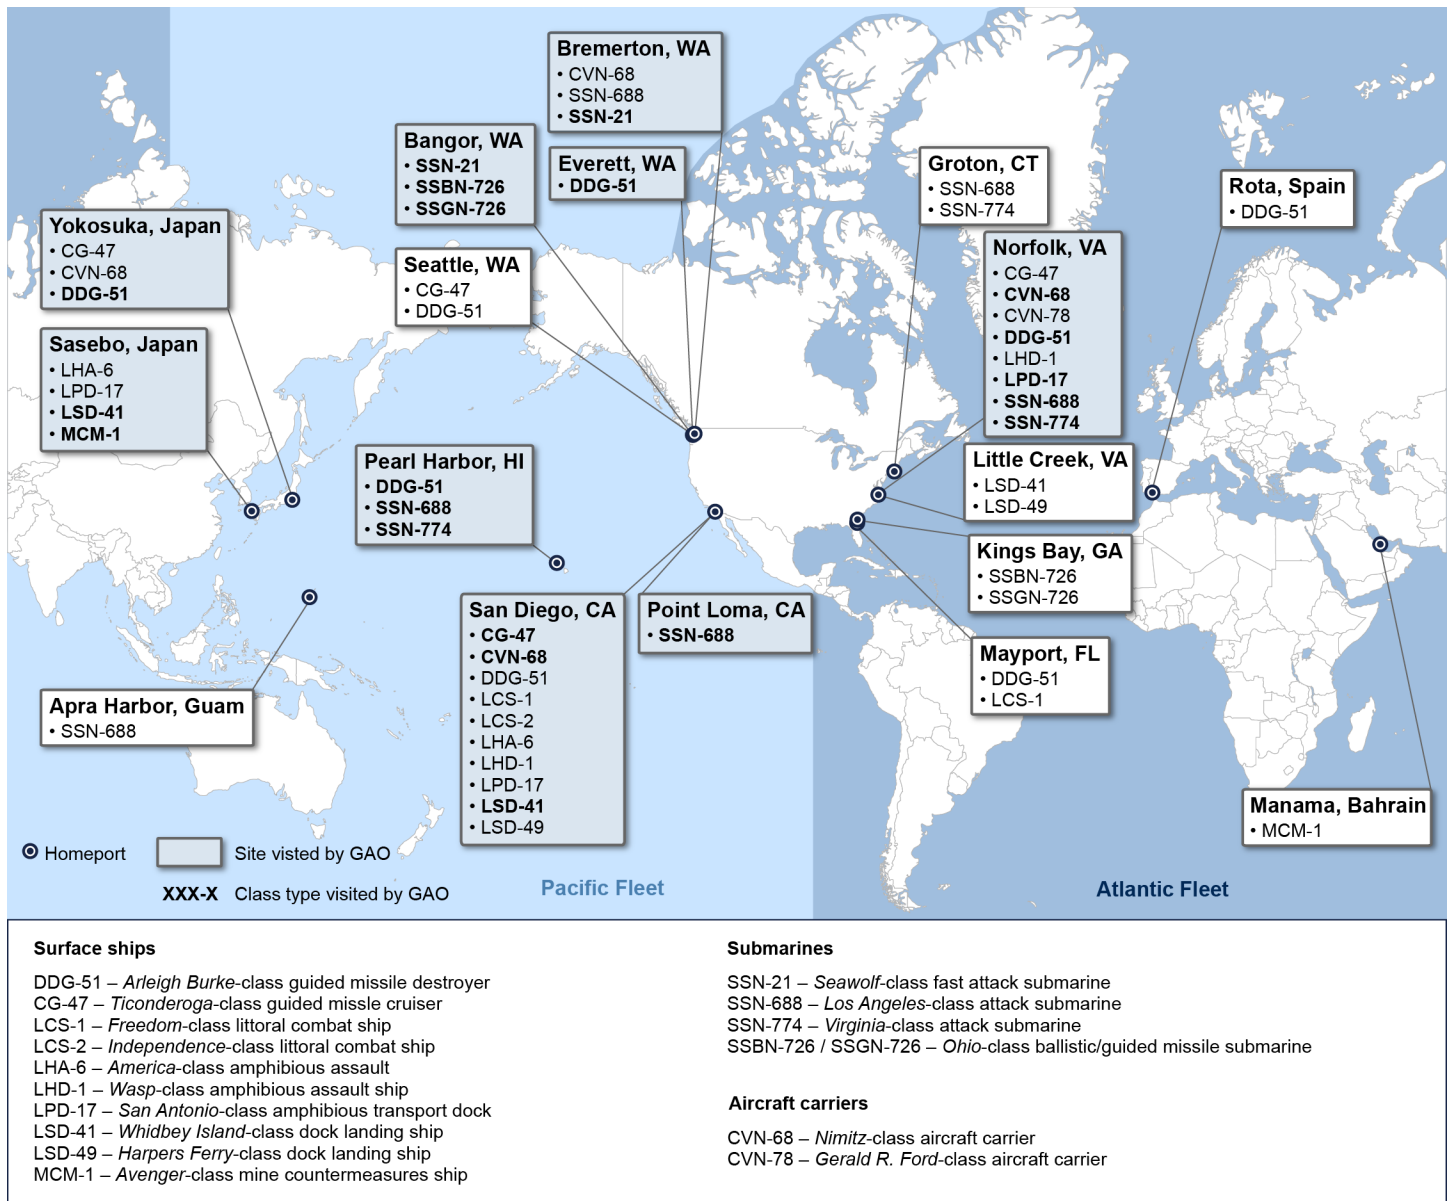 Bremerton, WA
• CVN-68
• SSN-688
• SSN-21
Bangor, WA
• SSN-21
• SSBN-726
• SSGN-726
Everett, WA
• DDG-51
Groton, CT
• SSN-688
• SSN-774
Rota, Spain
• DDG-51
Yokosuka, Japan
• CG-47
• CVN-68
• DDG-51
Seattle, WA
• CG-47
• DDG-51
Norfolk, VA
• CG-47
• CVN-68
• CVN-78
• DDG-51
• LHD-1
• LPD-17
• SSN-688
• SSN-774
Sasebo, Japan
• LHA-6
• LPD-17
• LSD-41
• MCM-1
Pearl Harbor, HI
• DDG-51
• SSN-688
• SSN-774
Little Creek, VA
• LSD-41
• LSD-49
Kings Bay, GA
• SSBN-726
• SSGN-726
San Diego, CA
• CG-47
• CVN-68
• DDG-51
• LCS-1
• LCS-2
• LHA-6
• LHD-1
• LPD-17
• LSD-41
• LSD-49
Point Loma, CA
• SSN-688
Mayport, FL
• DDG-51
• LCS-1
Apra Harbor, Guam
• SSN-688
Manama, Bahrain
• MCM-1
Homeport
Site visted by GAO
XXX-X Class type visited by GAO
Pacific Fleet
Atlantic Fleet
Surface ships
DDG-51 – Arleigh Burke-class guided missile destroyer
CG-47 – Ticonderoga-class guided missle cruiser
LCS-1 – Freedom-class littoral combat ship
LCS-2 – Independence-class littoral combat ship
LHA-6 – America-class amphibious assault
LHD-1 – Wasp-class amphibious assault ship
LPD-17 – San Antonio-class amphibious transport dock
LSD-41 – Whidbey Island-class dock landing ship
LSD-49 – Harpers Ferry-class dock landing ship
MCM-1 – Avenger-class mine countermeasures ship
Submarines
SSN-21 – Seawolf-class fast attack submarine
SSN-688 – Los Angeles-class attack submarine
SSN-774 – Virginia-class attack submarine
SSBN-726 / SSGN-726 – Ohio-class ballistic/guided missile submarine
Aircraft carriers
CVN-68 – Nimitz-class aircraft carrier
CVN-78 – Gerald R. Ford-class aircraft carrier